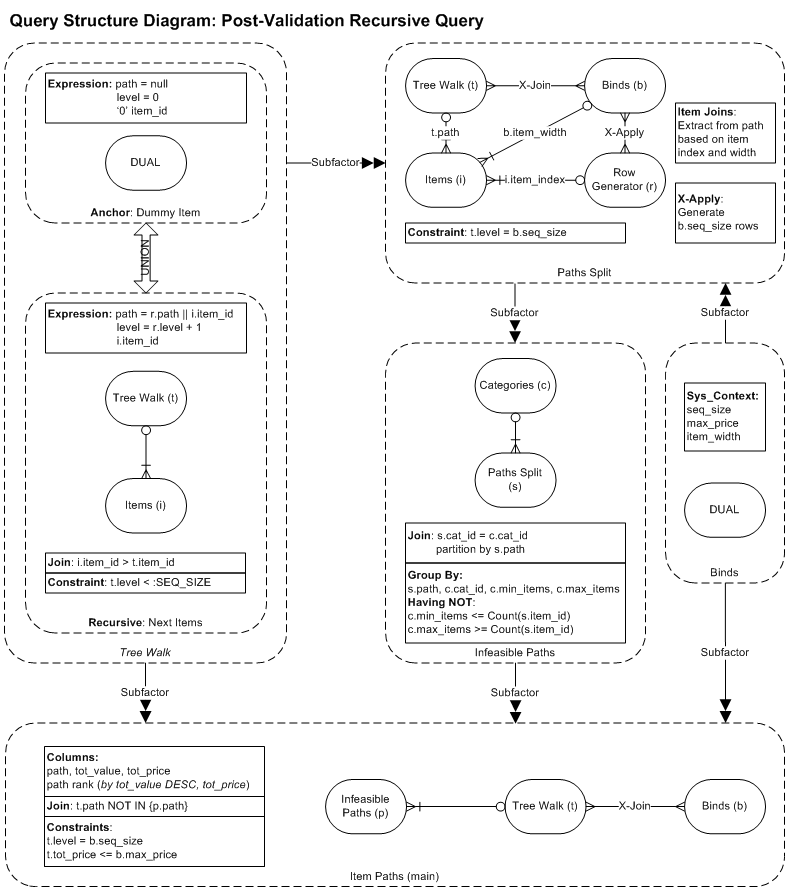 Query Structure Diagram: Post-Validation Recursive Query
Expression: path = null
level = 0
‘0’ item_id
DUAL
Anchor: Dummy Item
UNION
Expression: path = r.path || i.item_id
level = r.level + 1
i.item_id
Tree Walk (t)
Items (i)
Join: i.item_id > t.item_id
Constraint: t.level < :SEQ_SIZE
Recursive: Next Items
Tree Walk
Subfactor
Tree Walk (t)
X-Join
Binds (b)
t.path
b.item_width
X-Apply
Items (i)
i.item_index
Row
Generator (r)
Item Joins:
Extract from path
based on item
index and width
X-Apply:
Generate
b.seq_size rows
Constraint: t.level = b.seq_size
Paths Split
Subfactor
Subfactor
Categories (c)
Paths Split
(s)
Join: s.cat_id = c.cat_id
partition by s.path
Group By:
s.path, c.cat_id, c.min_items, c.max_items
Having NOT:
c.min_items <= Count(s.item_id)
c.max_items >= Count(s.item_id)
Infeasible Paths
Sys_Context:
seq_size
max_price
item_width
DUAL
Binds
Subfactor
Subfactor
Subfactor
Columns:
path, tot_value, tot_price
path rank (by tot_value DESC, tot_price)
Join: t.path NOT IN {p.path}
Constraints:
t.level = b.seq_size
t.tot_price <= b.max_price
Infeasible
Paths (p)
Tree Walk (t)
X-Join
Binds (b)
Item Paths (main)